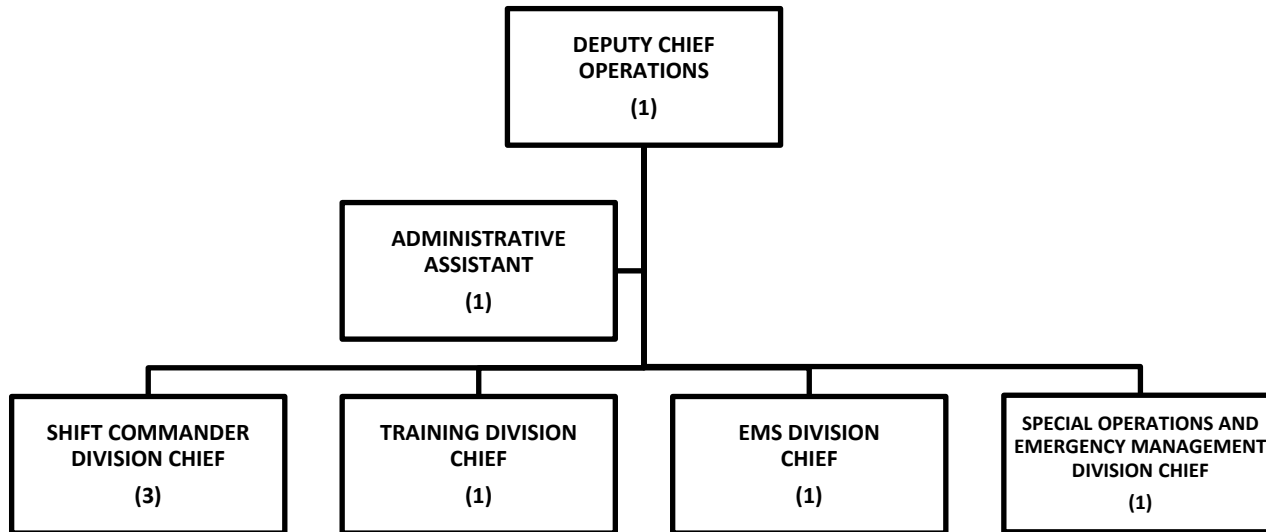 DEPUTY CHIEF
OPERATIONS
(1)
ADMINISTRATIVE
ASSISTANT
(1)
SHIFT COMMANDER
DIVISION CHIEF
(3)
TRAINING DIVISION
CHIEF
(1)
EMS DIVISION
CHIEF
(1)
SPECIAL OPERATIONS AND
EMERGENCY MANAGEMENT
DIVISION CHIEF
(1)